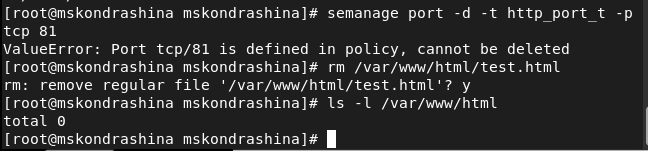 [root@mskondrashina mskondrashina]# semanage port -d -t http_port_t -p
tcp 81
ValueError: Port tcp/81 is defined in policy, cannot be deleted
[root@mskondrashina mskondrashina]# rm /var/www/html/test.html
rm: remove regular file '/var/www/html/test.html'? y
[root@mskondrashina mskondrashina]# ls -l /var/www/html
total 0
[root@mskondrashina mskondrashina]#